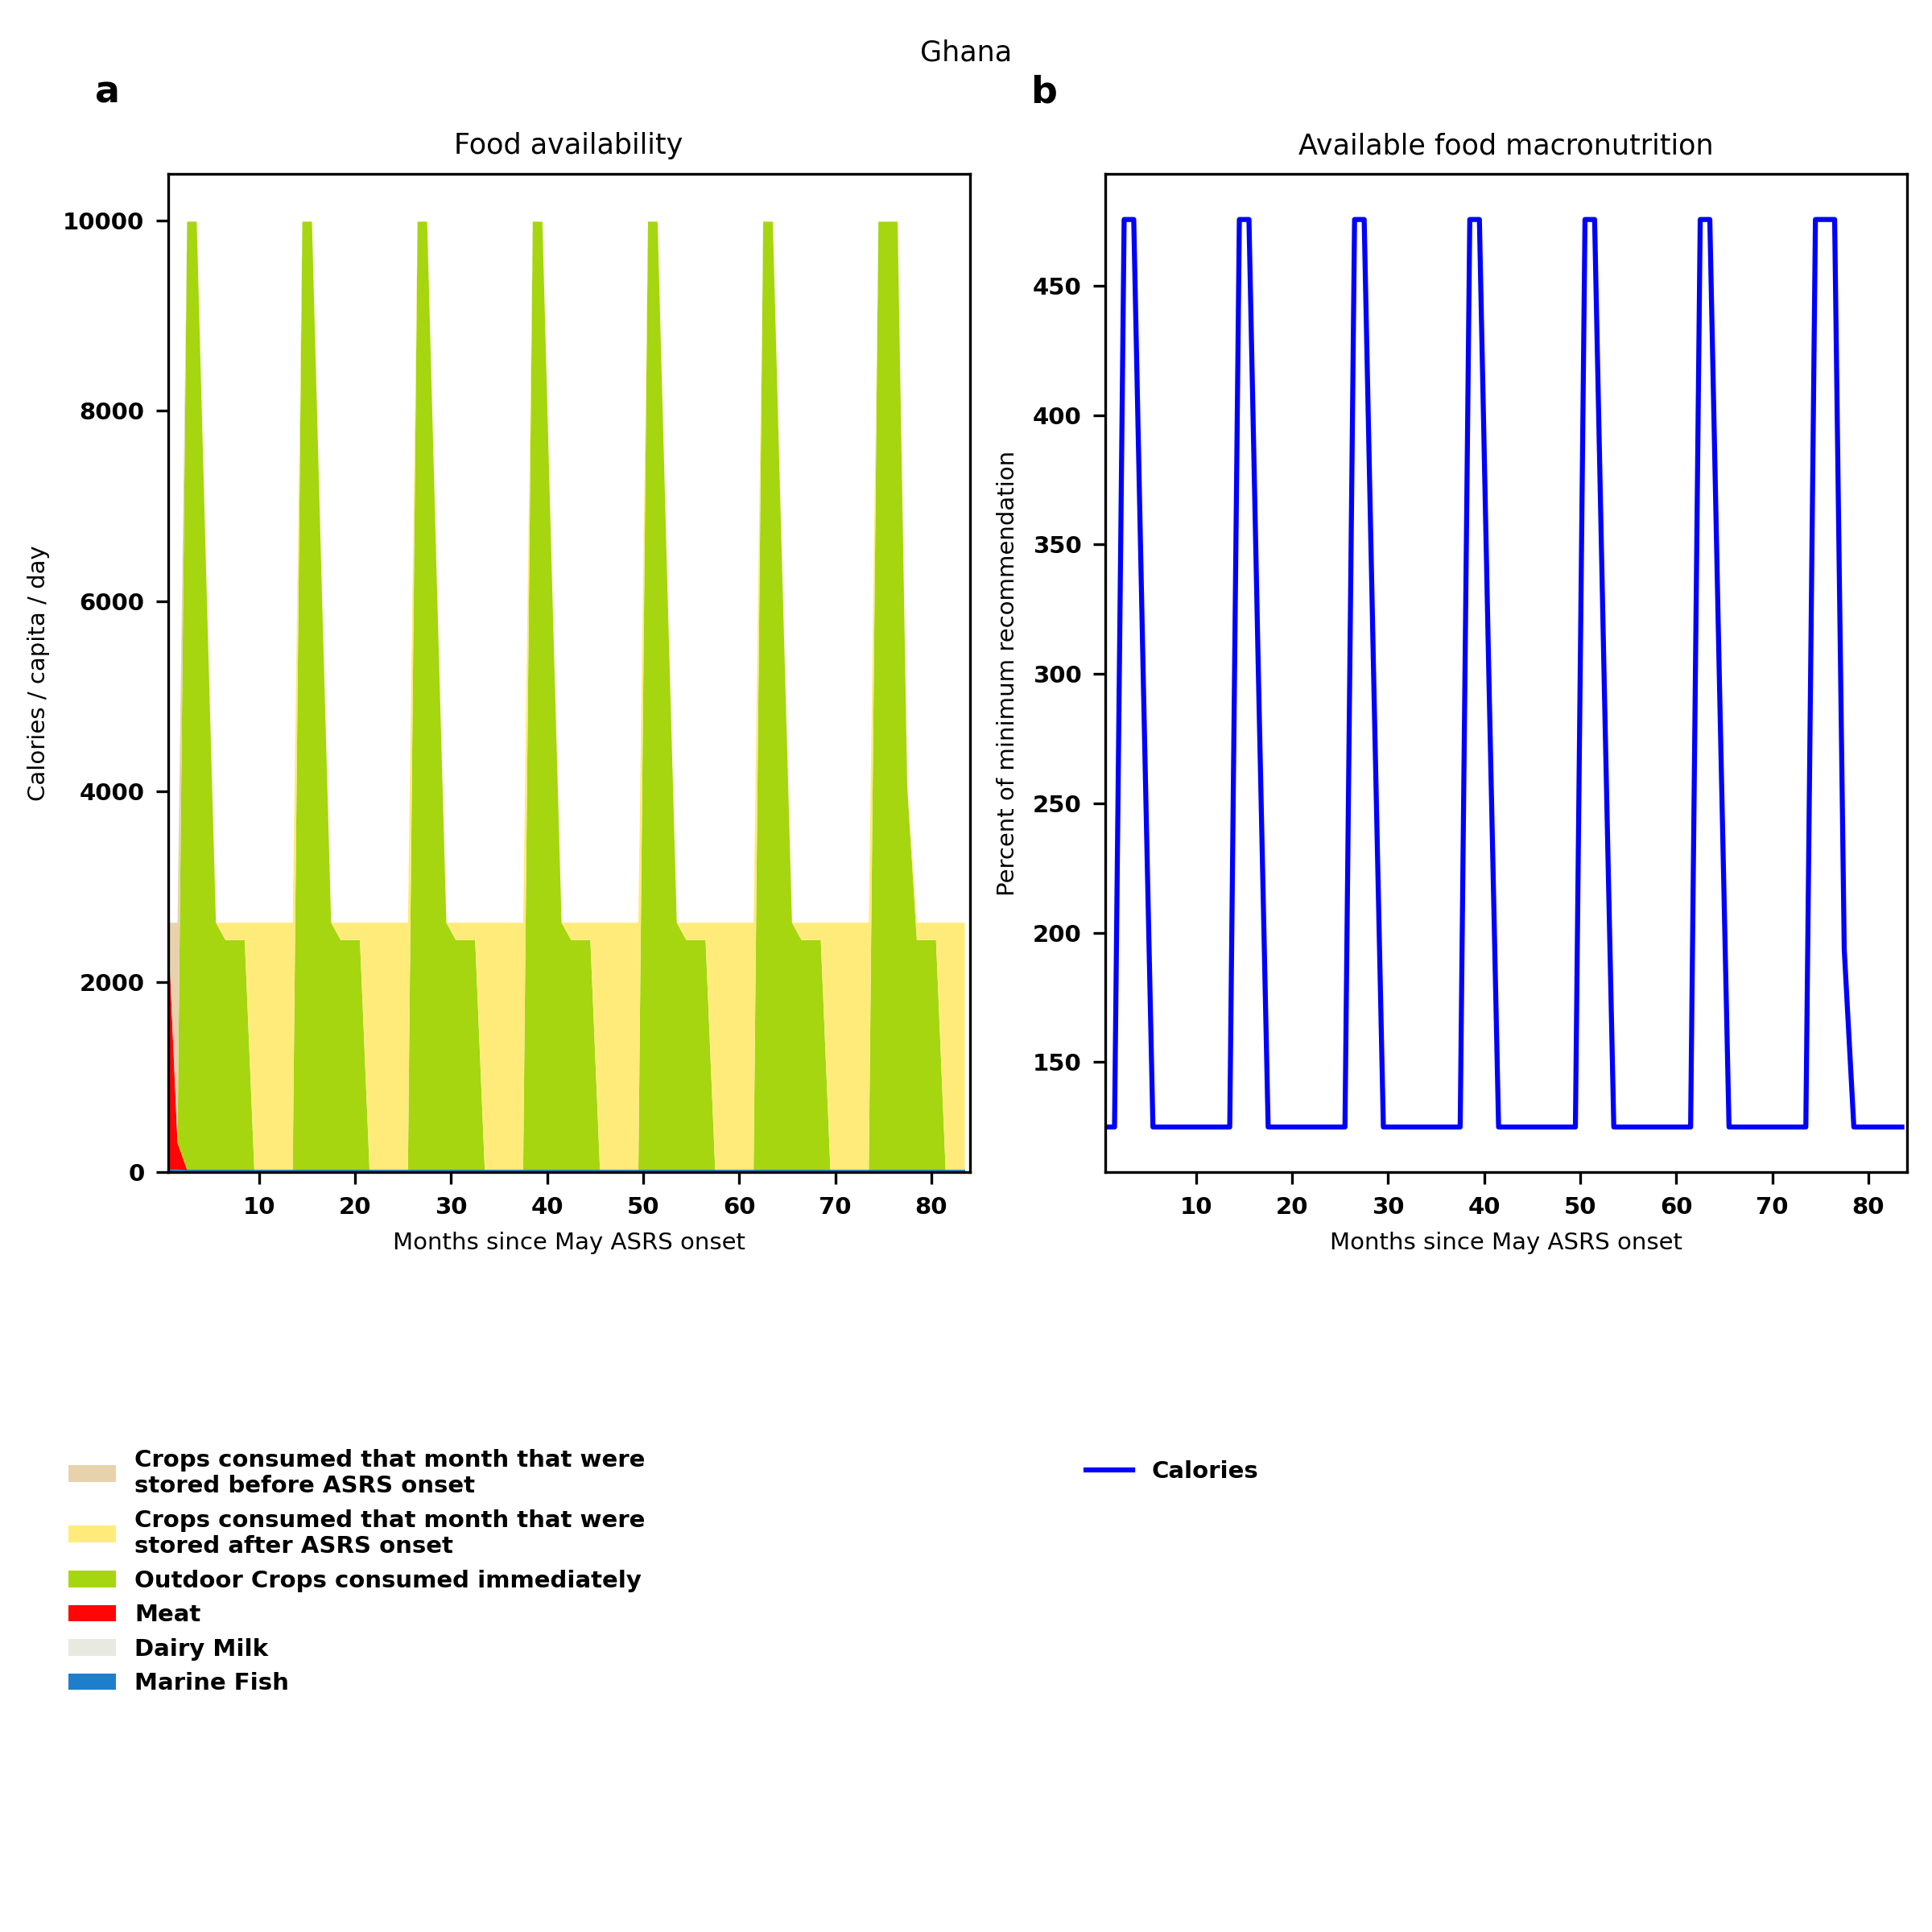 Ghana
a
b
Food availability
Available food macronutrition
10000
8000
6000
4000
2000
0
Calories / capita / day
10 20 30 40 50 60 70 80
Months since May ASRS onset
450
400
350
300
250
200
150
Percent of minimum recommendation
10 20 30 40 50 60 70 80
Months since May ASRS onset
Crops consumed that month that were
stored before ASRS onset
Crops consumed that month that were
stored after ASRS onset
Outdoor Crops consumed immediately
Meat
Dairy Milk
Marine Fish
Calories